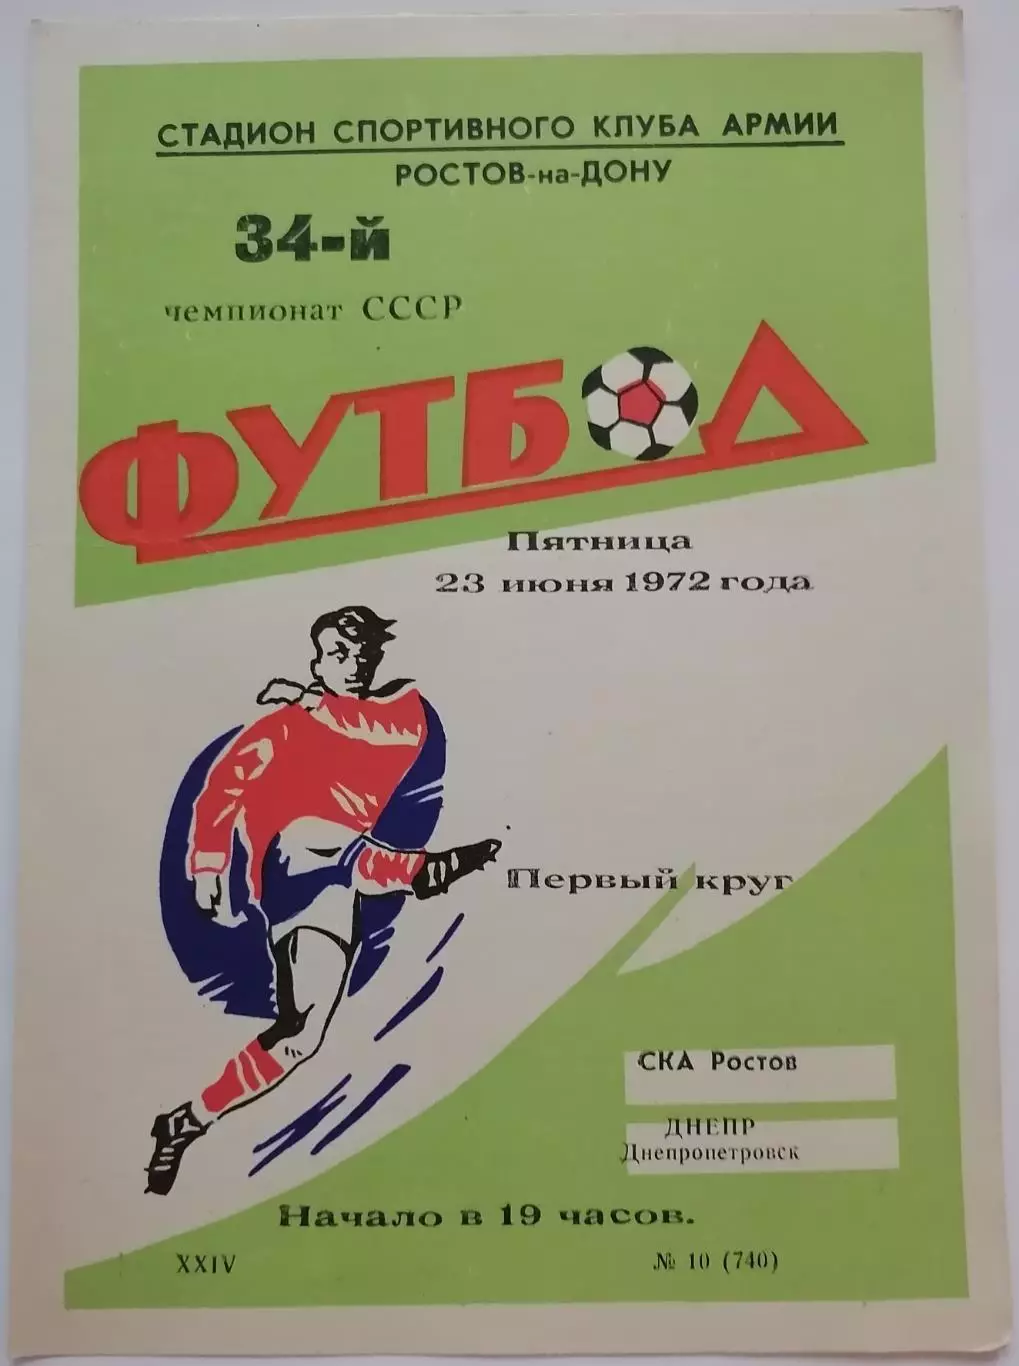 СТАДИОН СПОРТИВНОГО КЛУБА АРМИИ
РОСТОВ-на-ДОНУ
34-й
чемпионат СССР
ФУТБОЛ
Пятница
23 июня 1972 года
Первый круг
СКА Ростов
ДНЕПР
Днепропетровск
Начало в 19 часов.
XXIV
№ 10 (740)